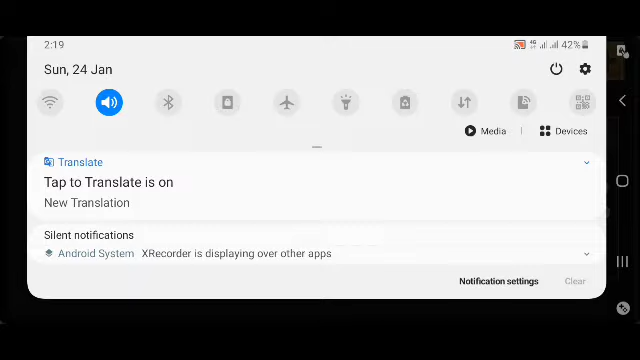 2:19
4G
42%
Sun, 24 Jan
Media
Devices
Translate
Tap to Translate is on
New Translation
Silent notifications
Android System XRecorder is displaying over other apps
Notification settings
Clear